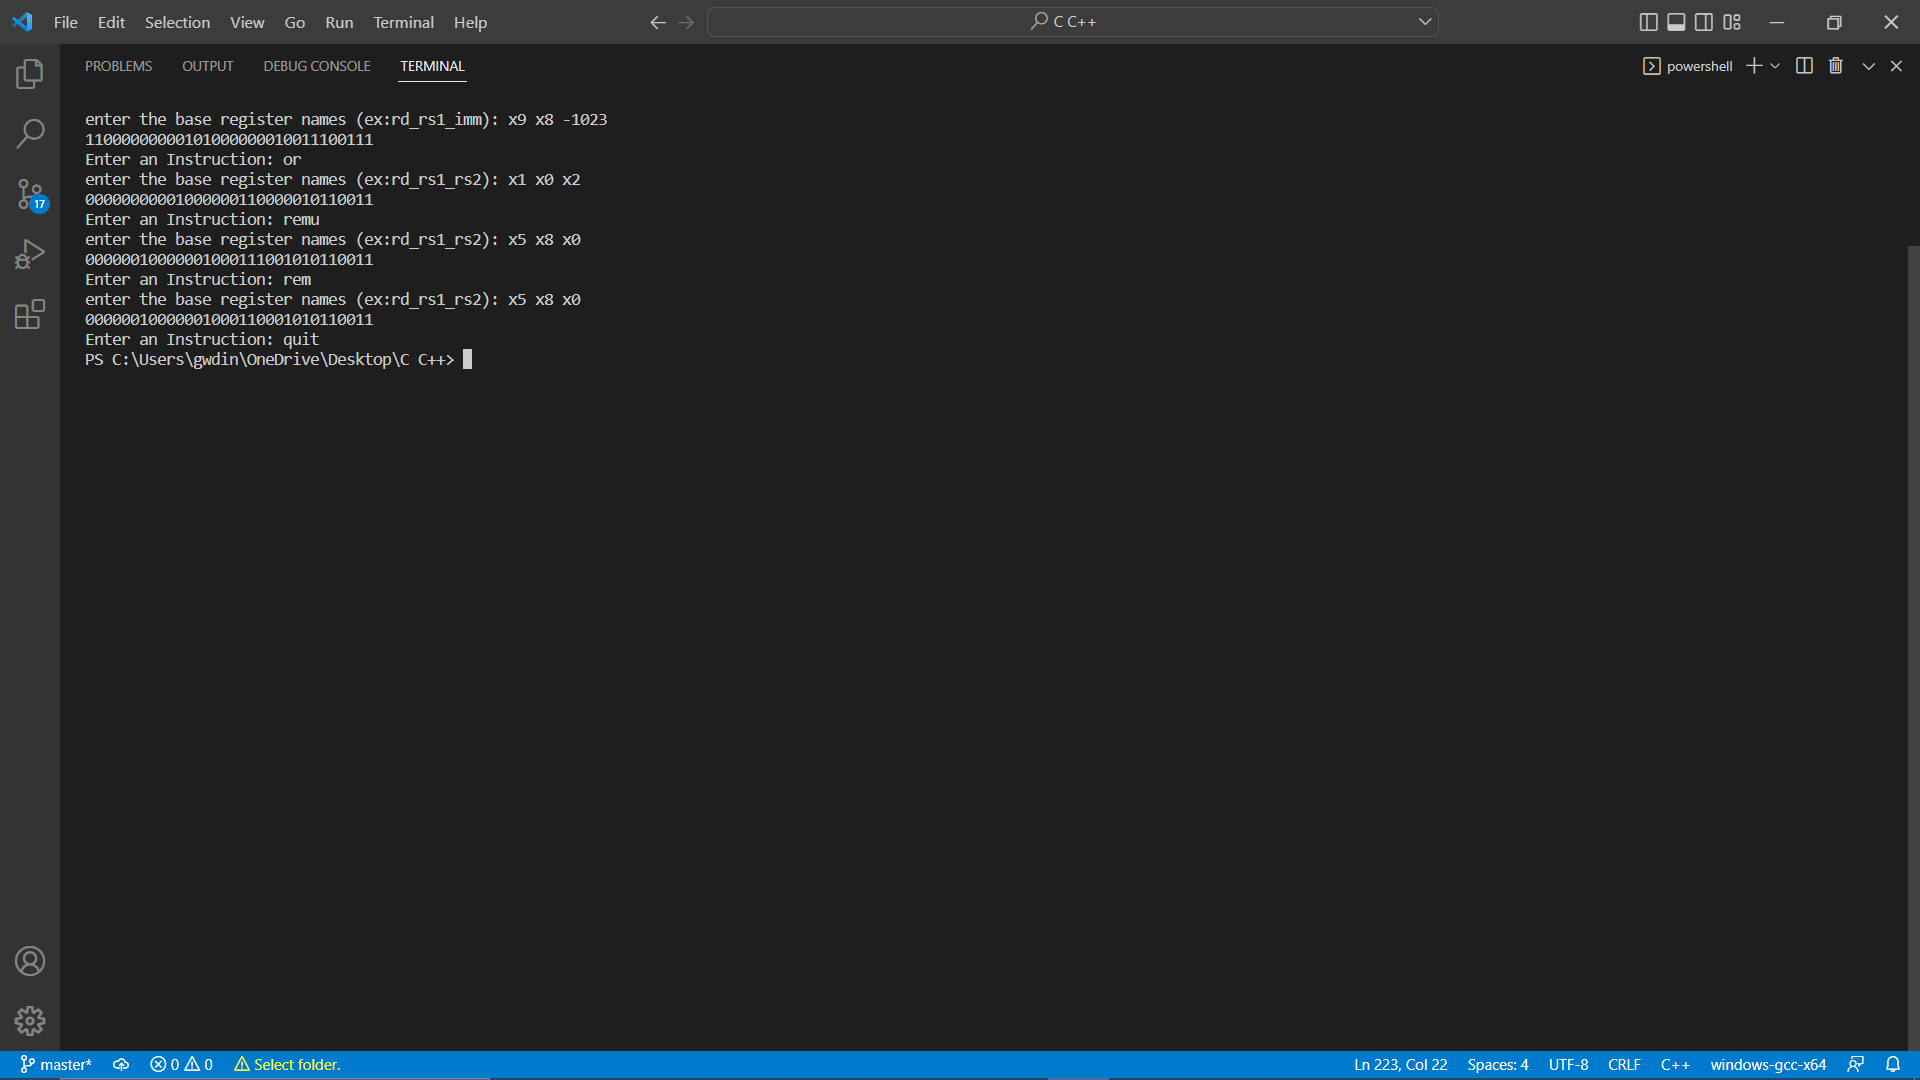 File Edit Selection View Go Run Terminal Help
C C++
PROBLEMS OUTPUT DEBUG CONSOLE TERMINAL
powershell
enter the base register names (ex:rd_rs1_imm): x9 x8 -1023
11000000000101000000010011100111
Enter an Instruction: or
enter the base register names (ex:rd_rs1_rs2): x1 x0 x2
00000000001000000110000010110011
Enter an Instruction: remu
enter the base register names (ex:rd_rs1_rs2): x5 x8 x0
00000010000001000111001010110011
Enter an Instruction: rem
enter the base register names (ex:rd_rs1_rs2): x5 x8 x0
00000010000001000110001010110011
Enter an Instruction: quit
PS C:\Users\gwdin\OneDrive\Desktop\C C++>
17
master* 0 0 Select folder.
Ln 223, Col 22 Spaces: 4 UTF-8 CRLF C++ windows-gcc-x64